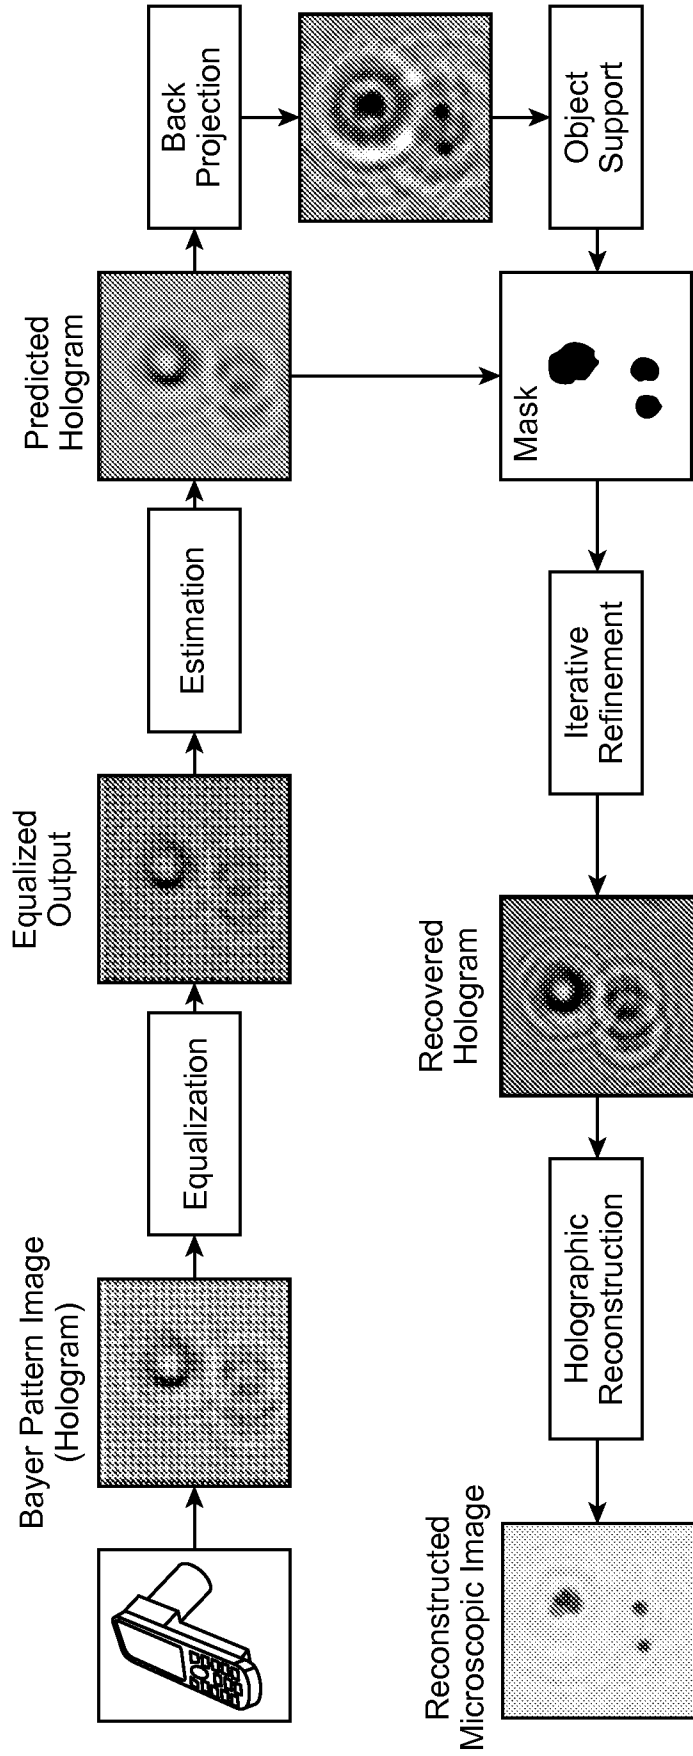 Bayer Pattern Image
(Hologram)
Equalization
Equalized
Output
Estimation
Predicted
Hologram
Back
Projection
Object
Support
Mask
Iterative
Refinement
Recovered
Hologram
Holographic
Reconstruction
Reconstructed
Microscopic Image